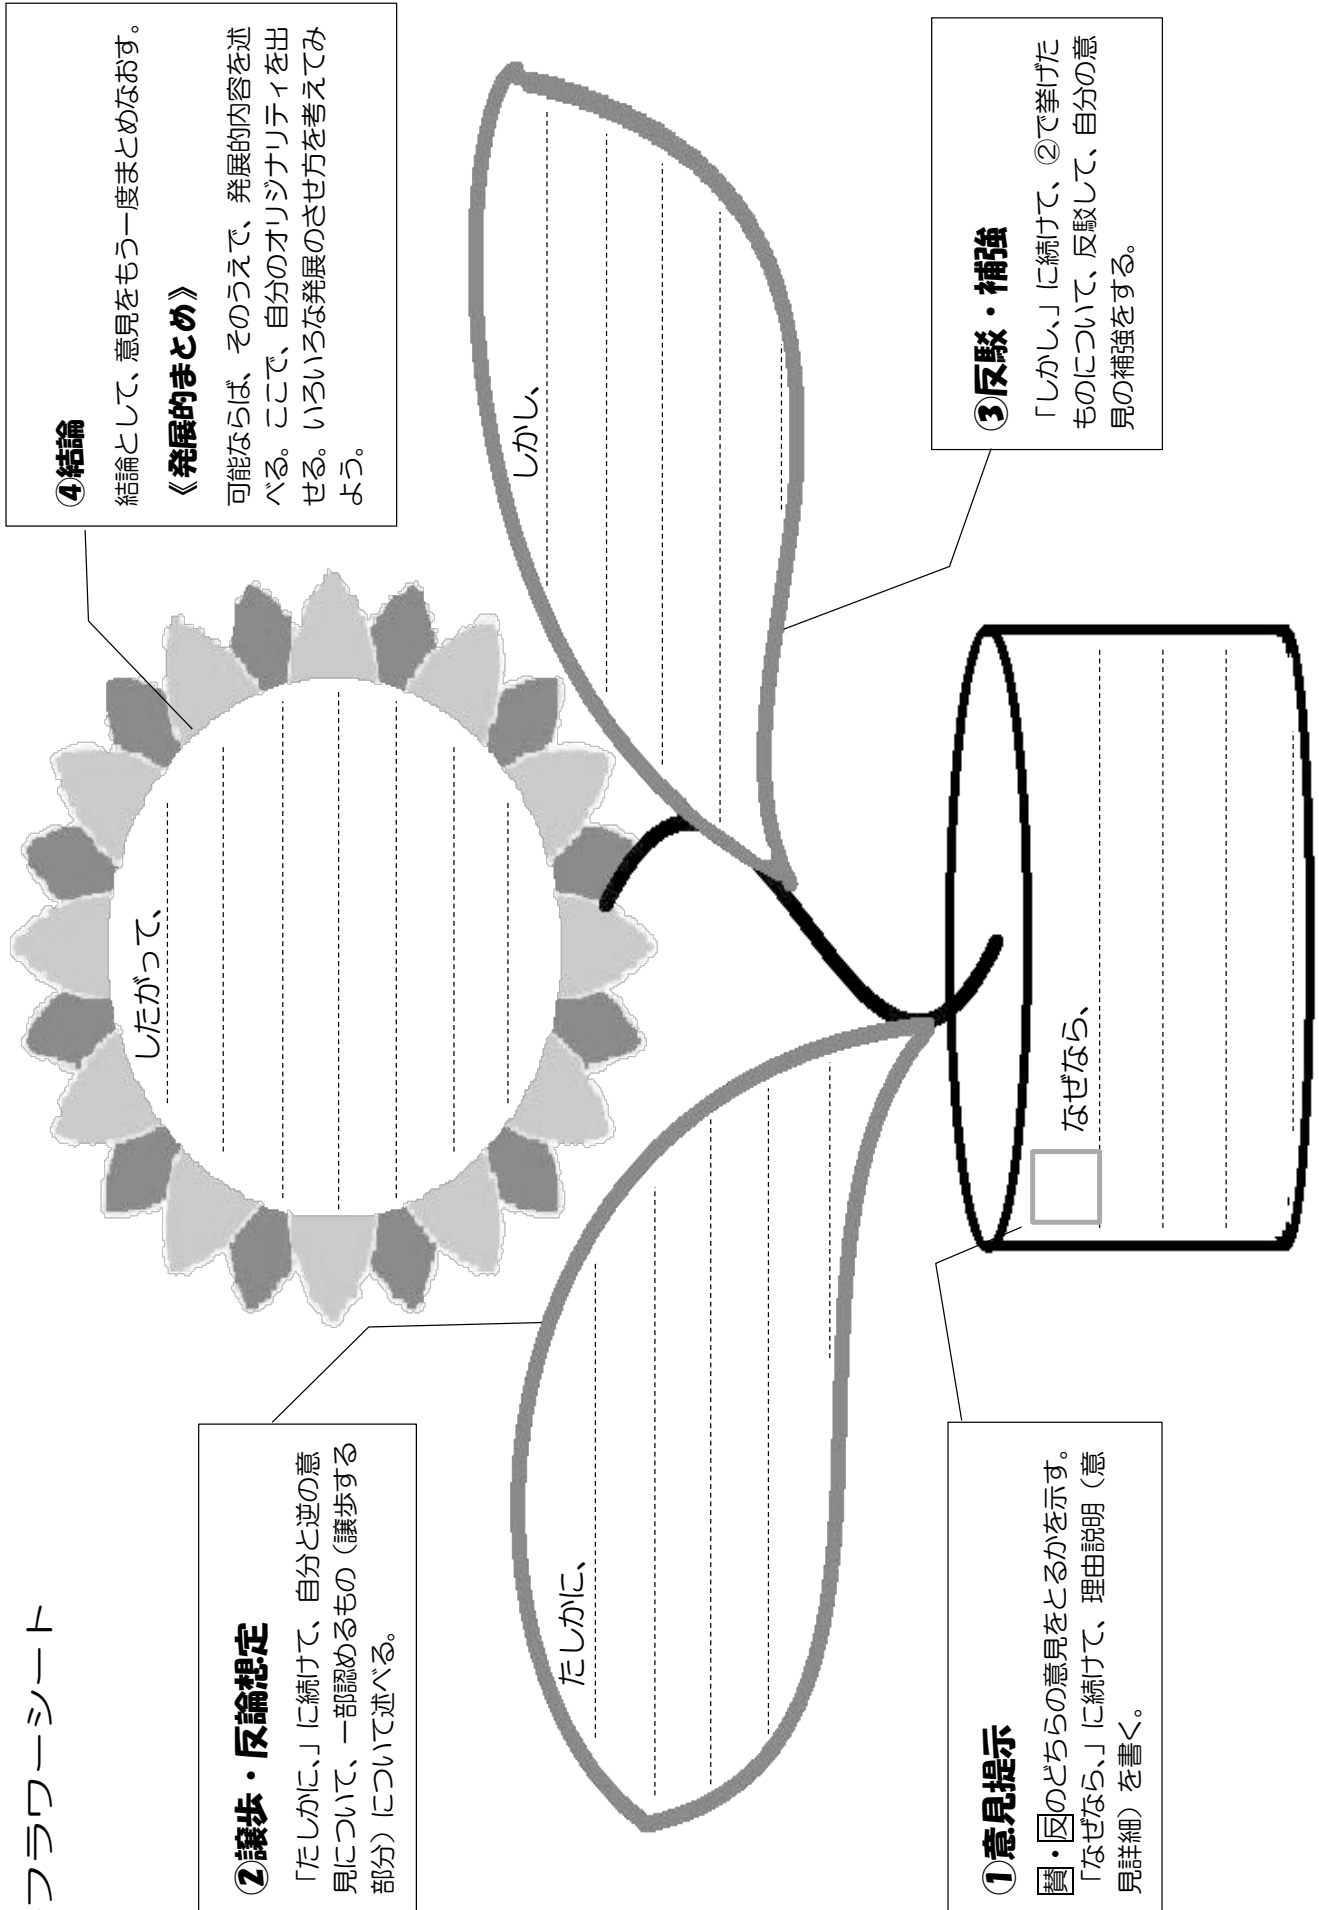 フラワーシート
④結論
結論として、意見をもう一度まとめなおす。
《発展的まとめ》
可能ならば、そのうえで、発展的内容を述
べる。ここで、自分のオリジナリティを出
せる。いろいろな発展のさせ方を考えてみ
よう。
したがって、
②譲歩・反論想定
「たしかに、」に続けて、自分と逆の意
見について、一部認めるもの（譲歩する
部分）について述べる。
たしかに、
しかし、
③反駁・補強
「しかし、」に続けて、②で挙げた
ものについて、反駁して、自分の意
見の補強をする。
①意見提示
賛・反のどちらの意見をとるかを示す。
「なぜなら、」に続けて、理由説明（意
見詳細）を書く。
なぜなら、